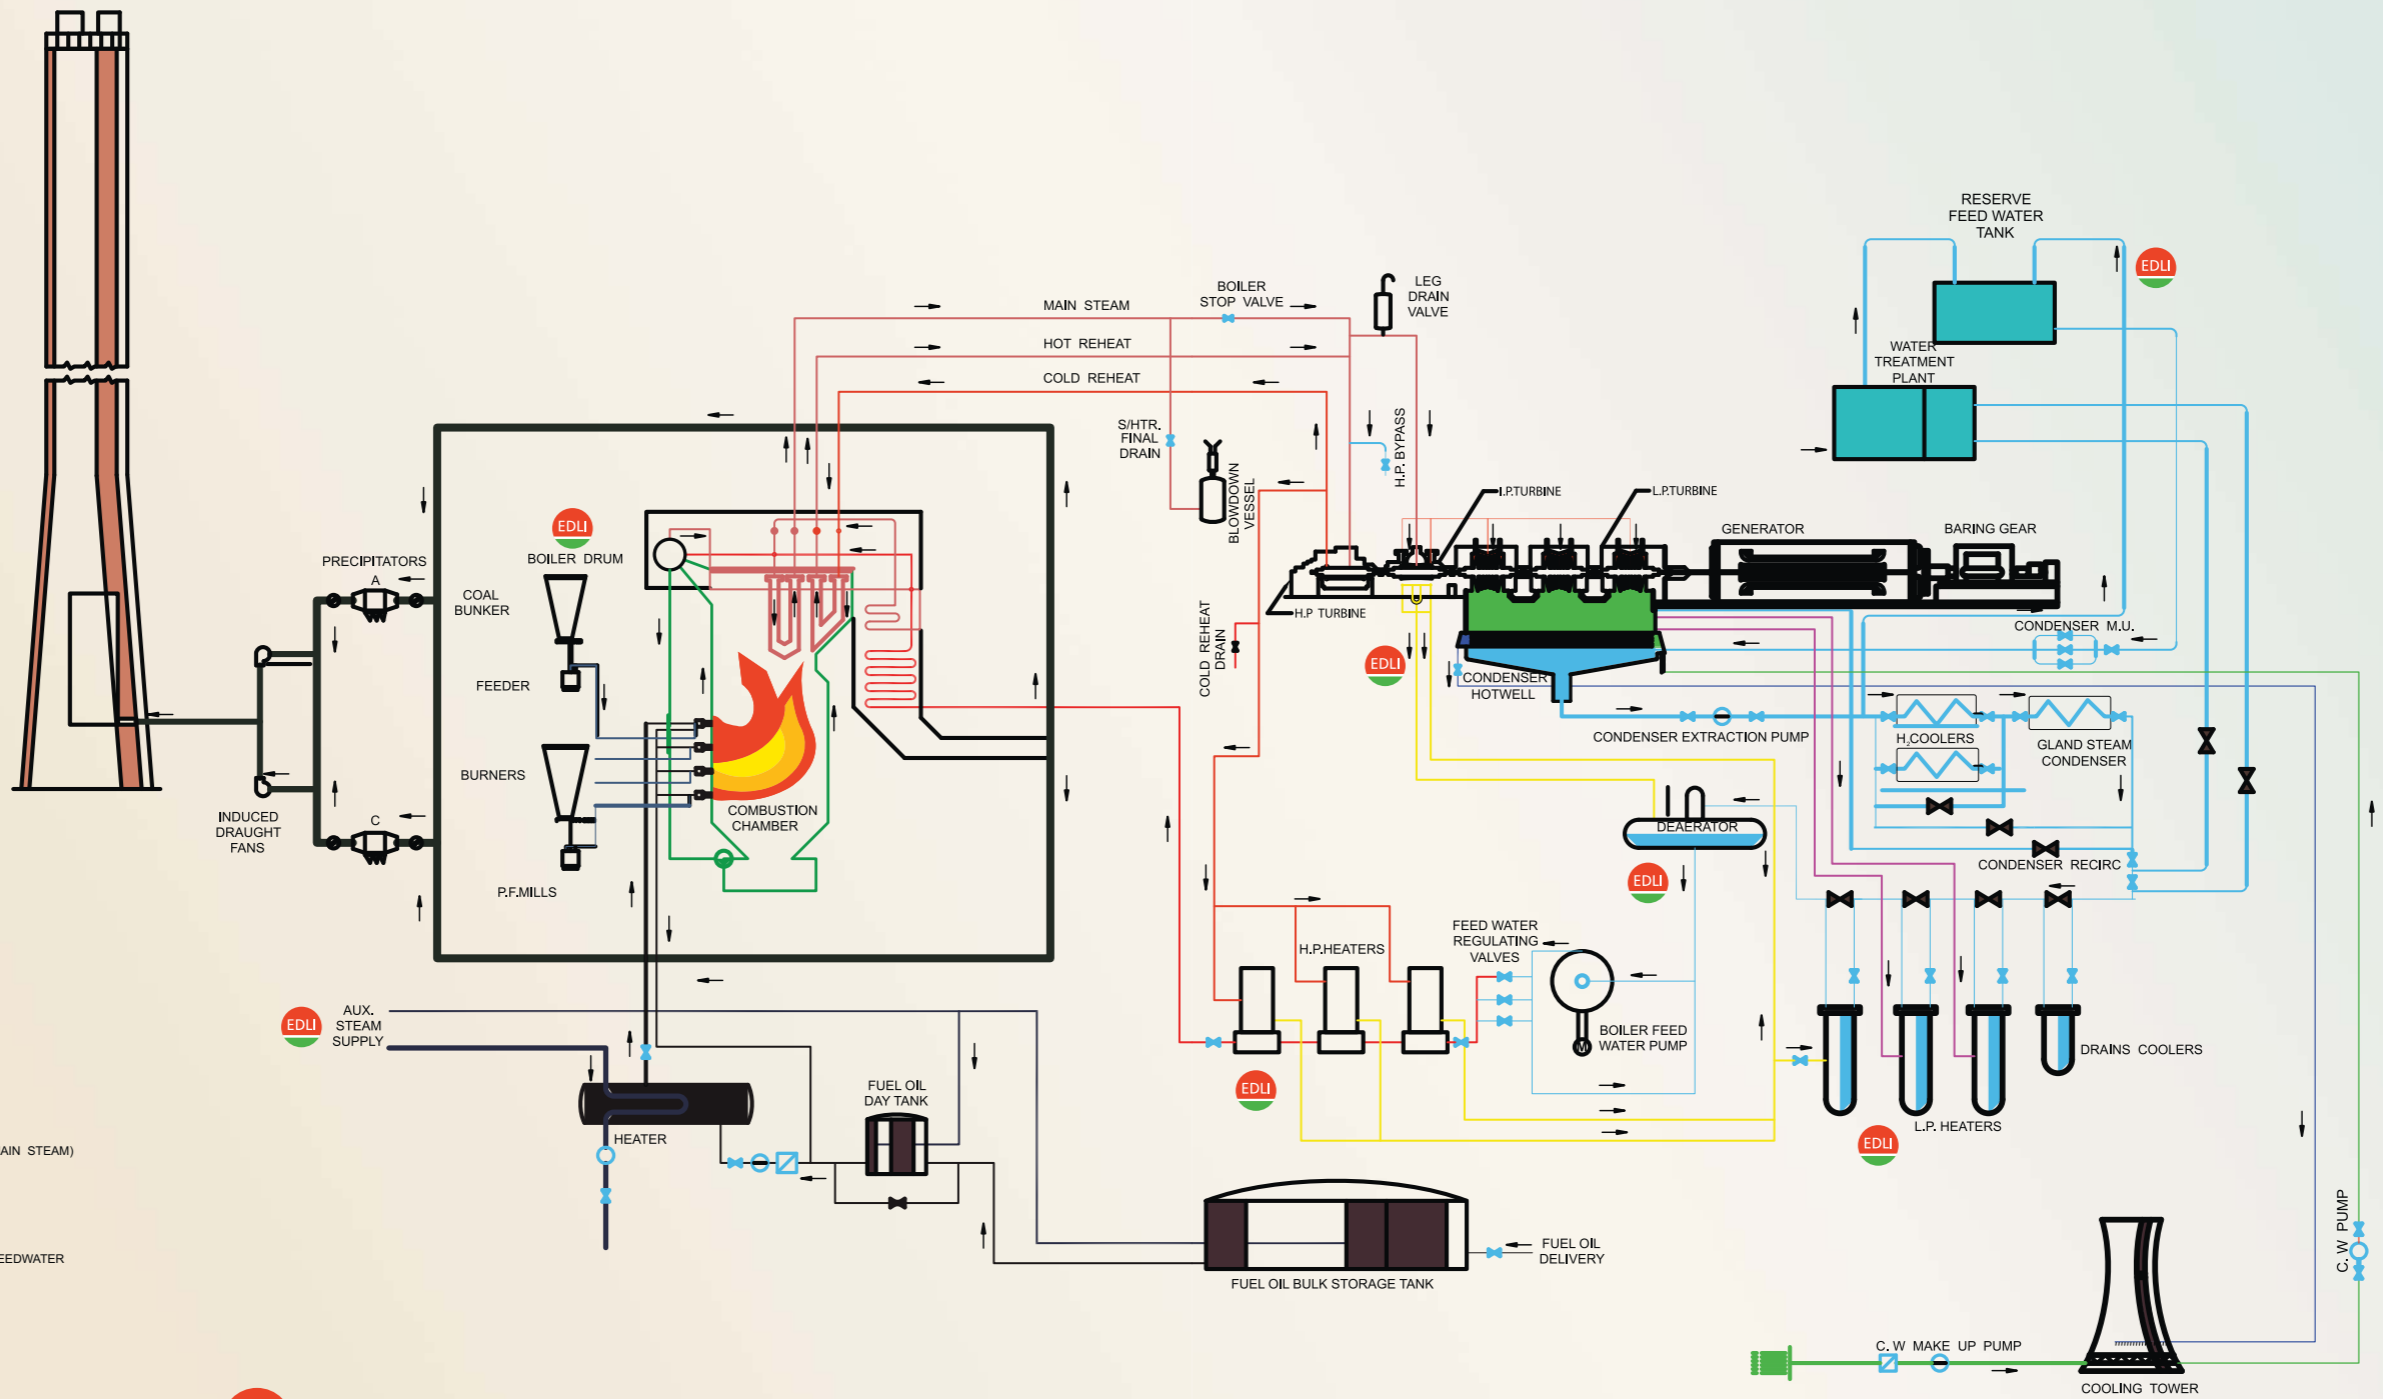 RESERVE
FEED WATER
TANK
EDLI
WATER
TREATMENT
PLANT
BOILER
STOP VALVE
LEG
DRAIN
VALVE
MAIN STEAM
HOT REHEAT
COLD REHEAT
S/HTR.
FINAL
DRAIN
BLOWDOWN
VESSEL
H.P. BYPASS
I.P.TURBINE
L.P.TURBINE
GENERATOR
BARING GEAR
H.P TURBINE
COLD REHEAT
DRAIN
EDLI
CONDENSER
HOTWELL
CONDENSER M.U.
CONDENSER EXTRACTION PUMP
H₂COOLERS
GLAND STEAM
CONDENSER
CONDENSER RECIRC
EDLI
BOILER DRUM
PRECIPITATORS
A
COAL
BUNKER
FEEDER
BURNERS
COMBUSTION
CHAMBER
INDUCED
DRAUGHT
FANS
C
P.F.MILLS
DEAERATOR
EDLI
FEED WATER
REGULATING
VALVES
H.P.HEATERS
BOILER FEED
WATER PUMP
M
EDLI
DRAINS COOLERS
L.P. HEATERS
EDLI
EDLI
AUX.
STEAM
SUPPLY
HEATER
FUEL OIL
DAY TANK
AIN STEAM)
EEDWATER
FUEL OIL
DELIVERY
FUEL OIL BULK STORAGE TANK
C. W PUMP
C. W MAKE UP PUMP
COOLING TOWER